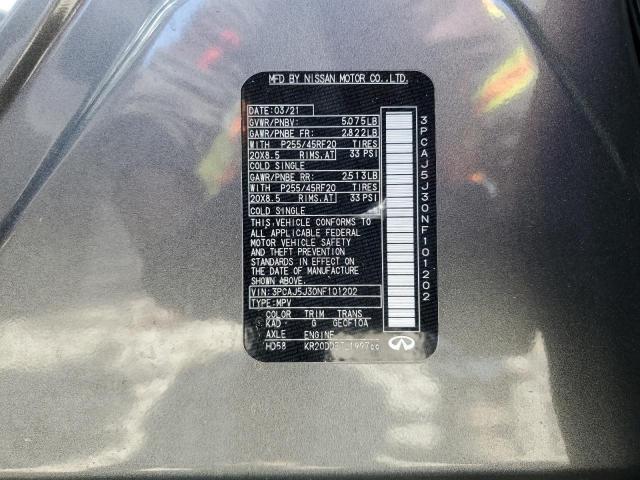 MFD BY NISSAN MOTOR CO.,LTD.
DATE: 03/21
GVWR/PNBV: 5,075LB
GAWR/PNBE FR: 2,822LB
WITH P255/45RF20 TIRES
20X8.5 RIMS,AT 33 PSI
COLD SINGLE
GAWR/PNBE RR: 2,513LB
WITH P255/45RF20 TIRES
20X8.5 RIMS,AT 33 PSI
COLD SINGLE
THIS VEHICLE CONFORMS TO
ALL APPLICABLE FEDERAL
MOTOR VEHICLE SAFETY
AND THEFT PREVENTION
STANDARDS IN EFFECT ON
THE DATE OF MANUFACTURE
SHOWN ABOVE.
VIN: 3PCAJ5J30NF101202
TYPE: MPV
COLOR TRIM TRANS
KAD G GE0F10A
AXLE ENGINE
HD58 1997cc
3PCAJ5J30NF101202